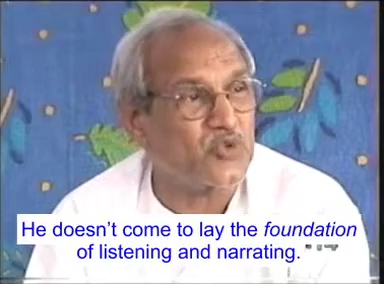 He doesn't come to lay the foundation
of listening and narrating.